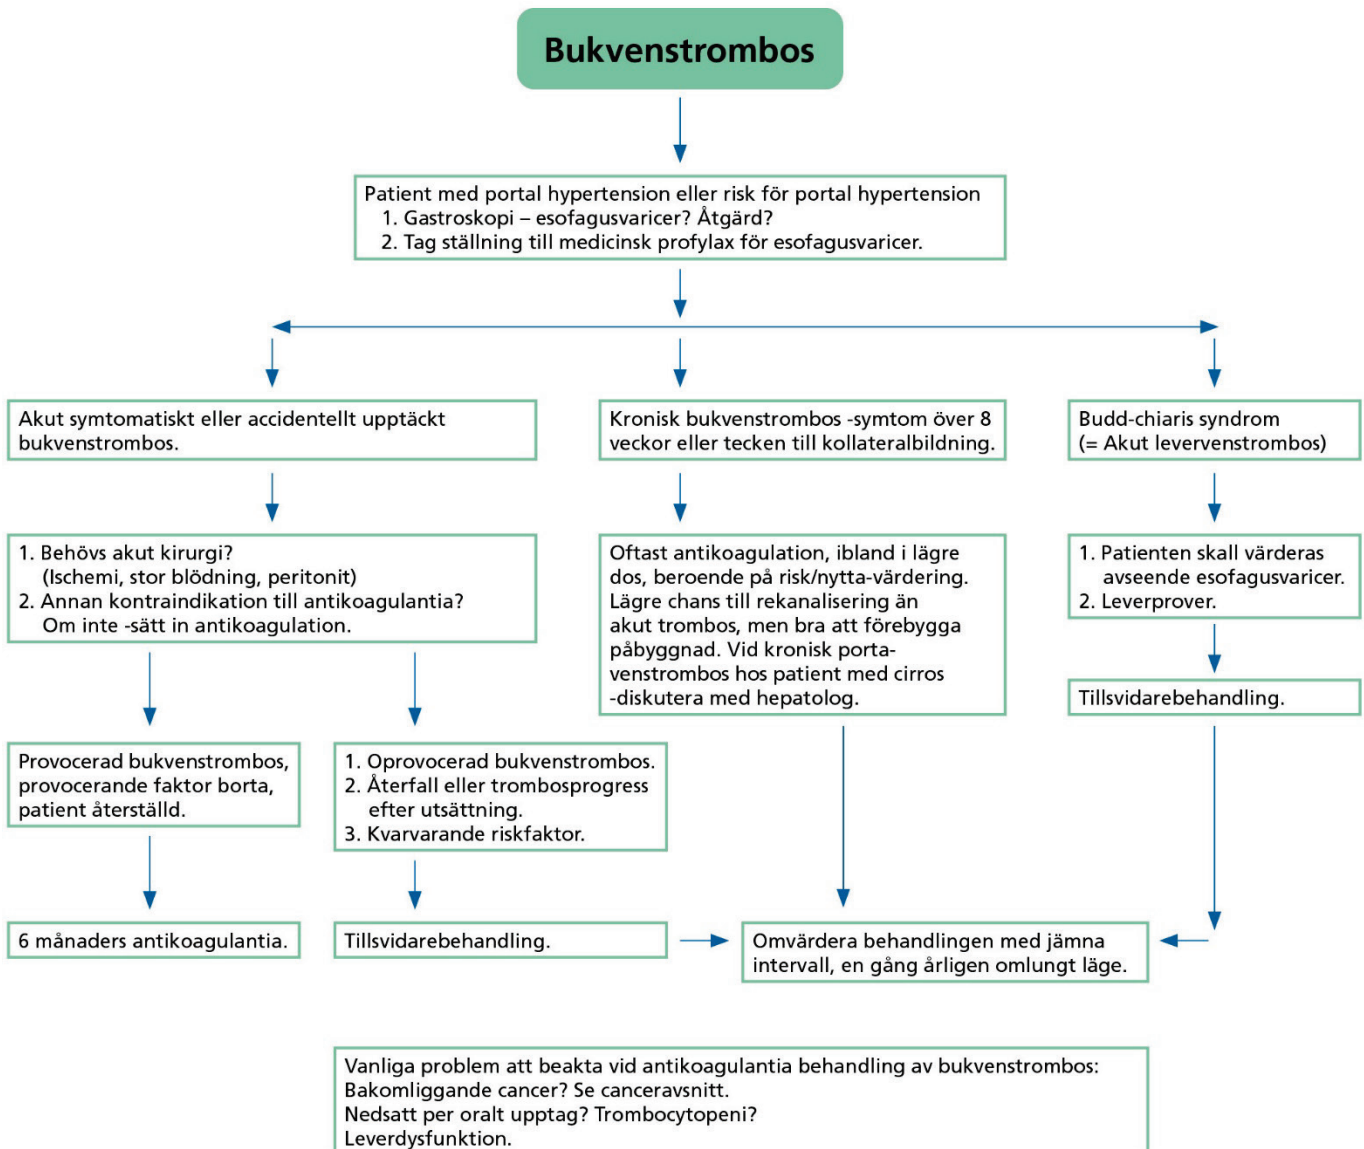 Bukvenstrombos
Patient med portal hypertension eller risk för portal hypertension
1. Gastroskopi – esofagusvaricer? Åtgärd?
2. Tag ställning till medicinsk profylax för esofagusvaricer.
Akut symtomatiskt eller accidentellt upptäckt
bukvenstrombos.
Kronisk bukvenstrombos -symtom över 8
veckor eller tecken till kollateralbildning.
Budd-chiaris syndrom
(= Akut levervenstrombos)
1. Behövs akut kirurgi?
(Ischemi, stor blödning, peritonit)
2. Annan kontraindikation till antikoagulantia?
Om inte -sätt in antikoagulation.
Oftast antikoagulation, ibland i lägre
dos, beroende på risk/nytta-värdering.
Lägre chans till rekanalisering än
akut trombos, men bra att förebygga
påbyggnad. Vid kronisk porta-
venstrombos hos patient med cirros
-diskutera med hepatolog.
1. Patienten skall värderas
avseende esofagusvaricer.
2. Leverprover.
Tillsvidarebehandling.
Provocerad bukvenstrombos,
provocerande faktor borta,
patient återställd.
1. Oprovocerad bukvenstrombos.
2. Återfall eller trombosprogress
efter utsättning.
3. Kvarvarande riskfaktor.
6 månaders antikoagulantia.
Tillsvidarebehandling.
Omvärdera behandlingen med jämna
intervall, en gång årligen omlungt läge.
Vanliga problem att beakta vid antikoagulantia behandling av bukvenstrombos:
Bakomliggande cancer? Se canceravsnitt.
Nedsatt per oralt upptag? Trombocytopeni?
Leverdysfunktion.